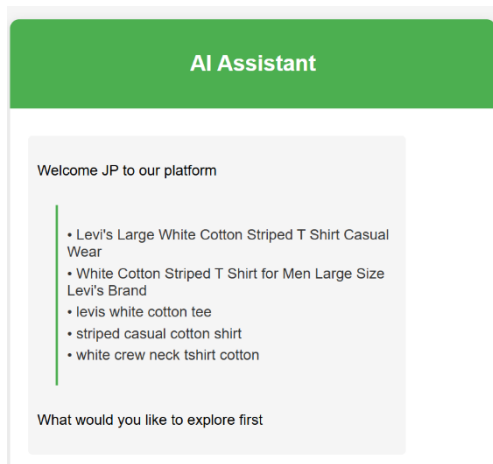 AI Assistant
Welcome JP to our platform
• Levi's Large White Cotton Striped T Shirt Casual
Wear
• White Cotton Striped T Shirt for Men Large Size
Levi's Brand
• levis white cotton tee
• striped casual cotton shirt
• white crew neck tshirt cotton
What would you like to explore first